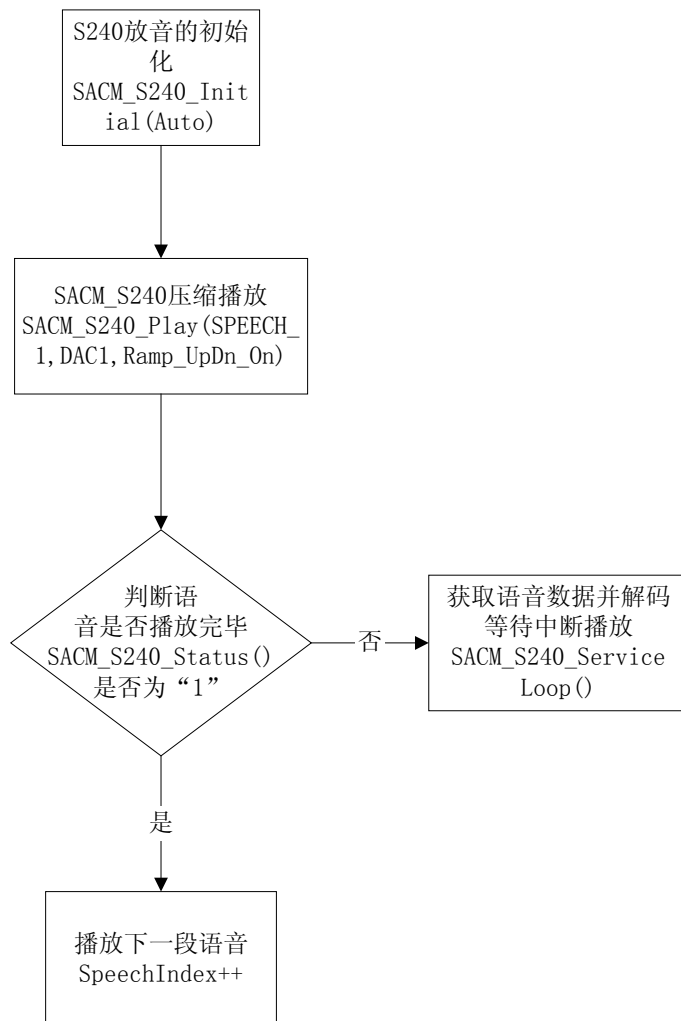 S240放音的初始
化
SACM_S240_Init
ial(Auto)
SACM_S240压缩播放
SACM_S240_Play(SPEECH_
1,DAC1,Ramp_UpDn_On)
判断语
音是否播放完毕
SACM_S240_Status()
是否为“1”
否
获取语音数据并解码
等待中断播放
SACM_S240_Service
Loop()
是
播放下一段语音
SpeechIndex++